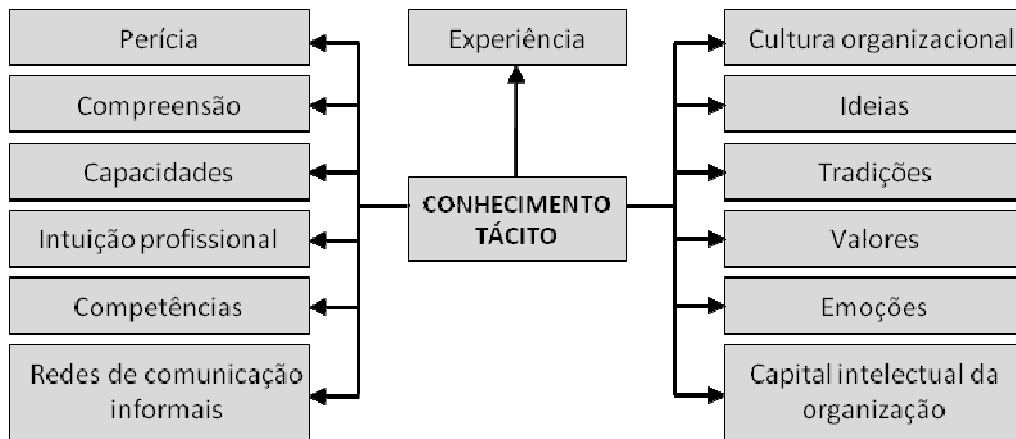 Perícia
Compreensão
Capacidades
Intuição profissional
Competências
Redes de comunicação
informais
Experiência
CONHECIMENTO
TÁCITO
Cultura organizacional
Ideias
Tradições
Valores
Emoções
Capital intelectual da
organização